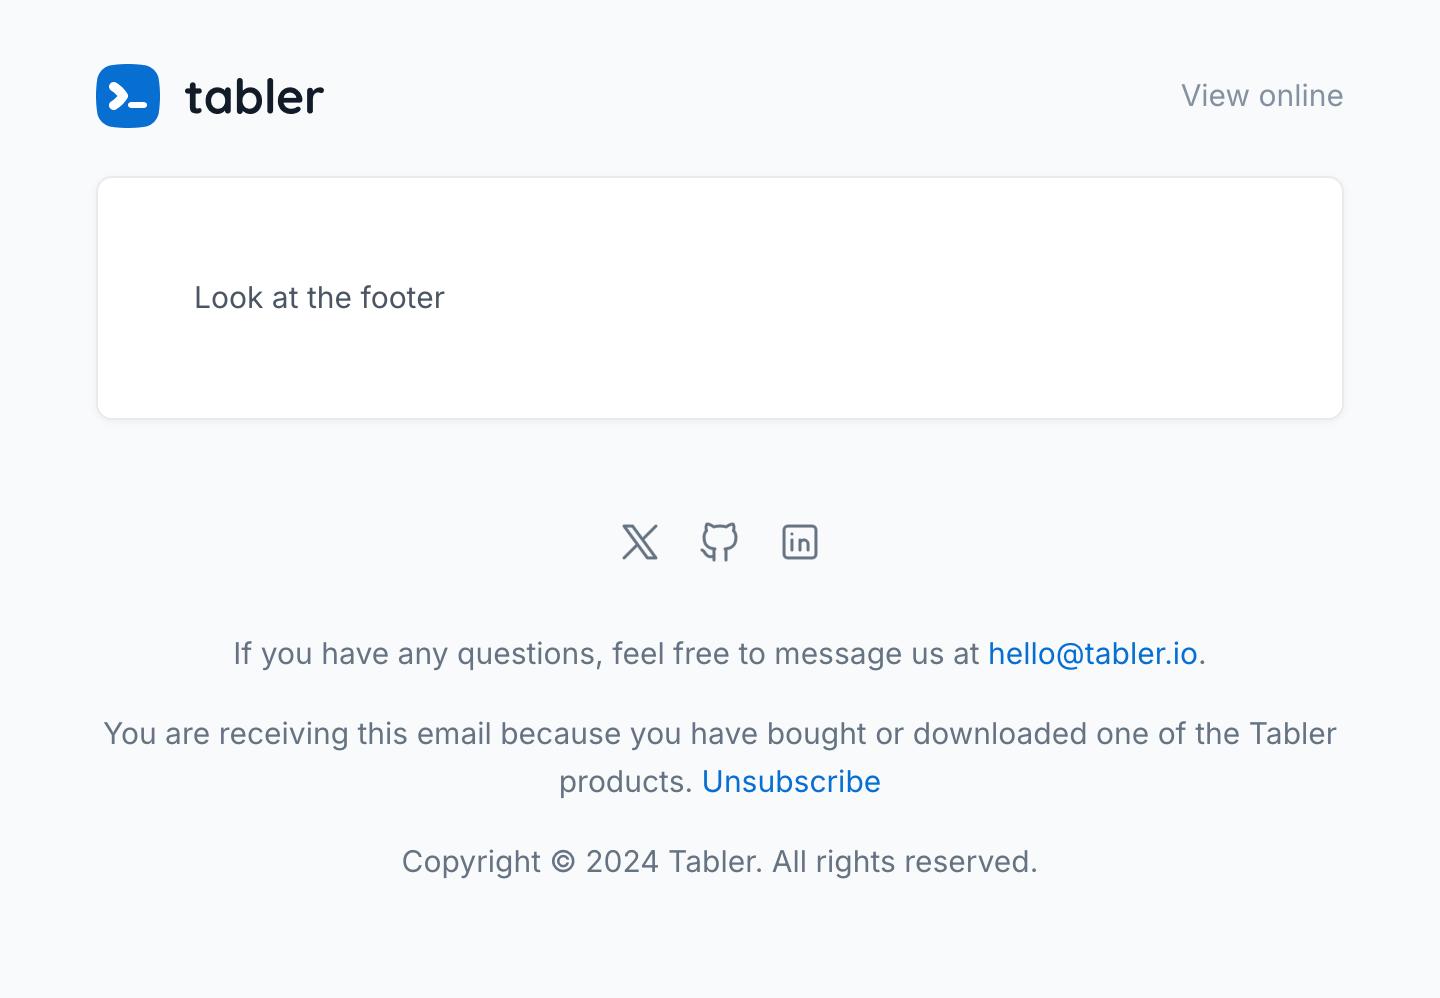 tabler
View online
Look at the footer
If you have any questions, feel free to message us at hello@tabler.io.
You are receiving this email because you have bought or downloaded one of the Tabler
products. Unsubscribe
Copyright © 2024 Tabler. All rights reserved.